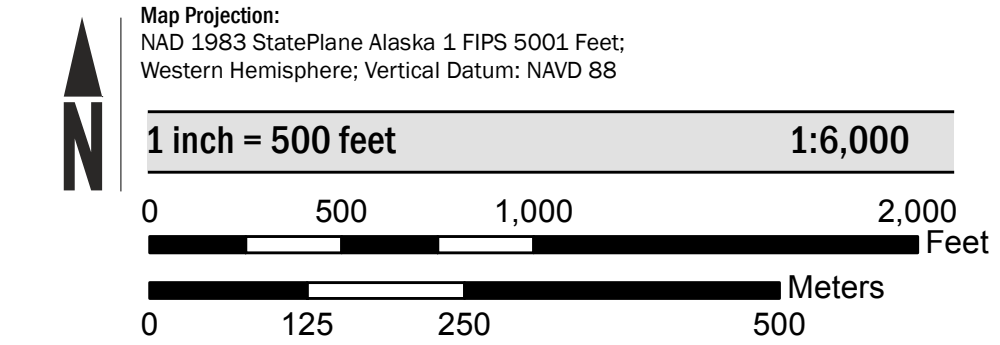 Map Projection:
NAD 1983 StatePlane Alaska 1 FIPS 5001 Feet;
Western Hemisphere; Vertical Datum: NAVD 88
N
1 inch = 500 feet 1:6,000
0 500 1,000 2,000
Feet
Meters
0 125 250 500